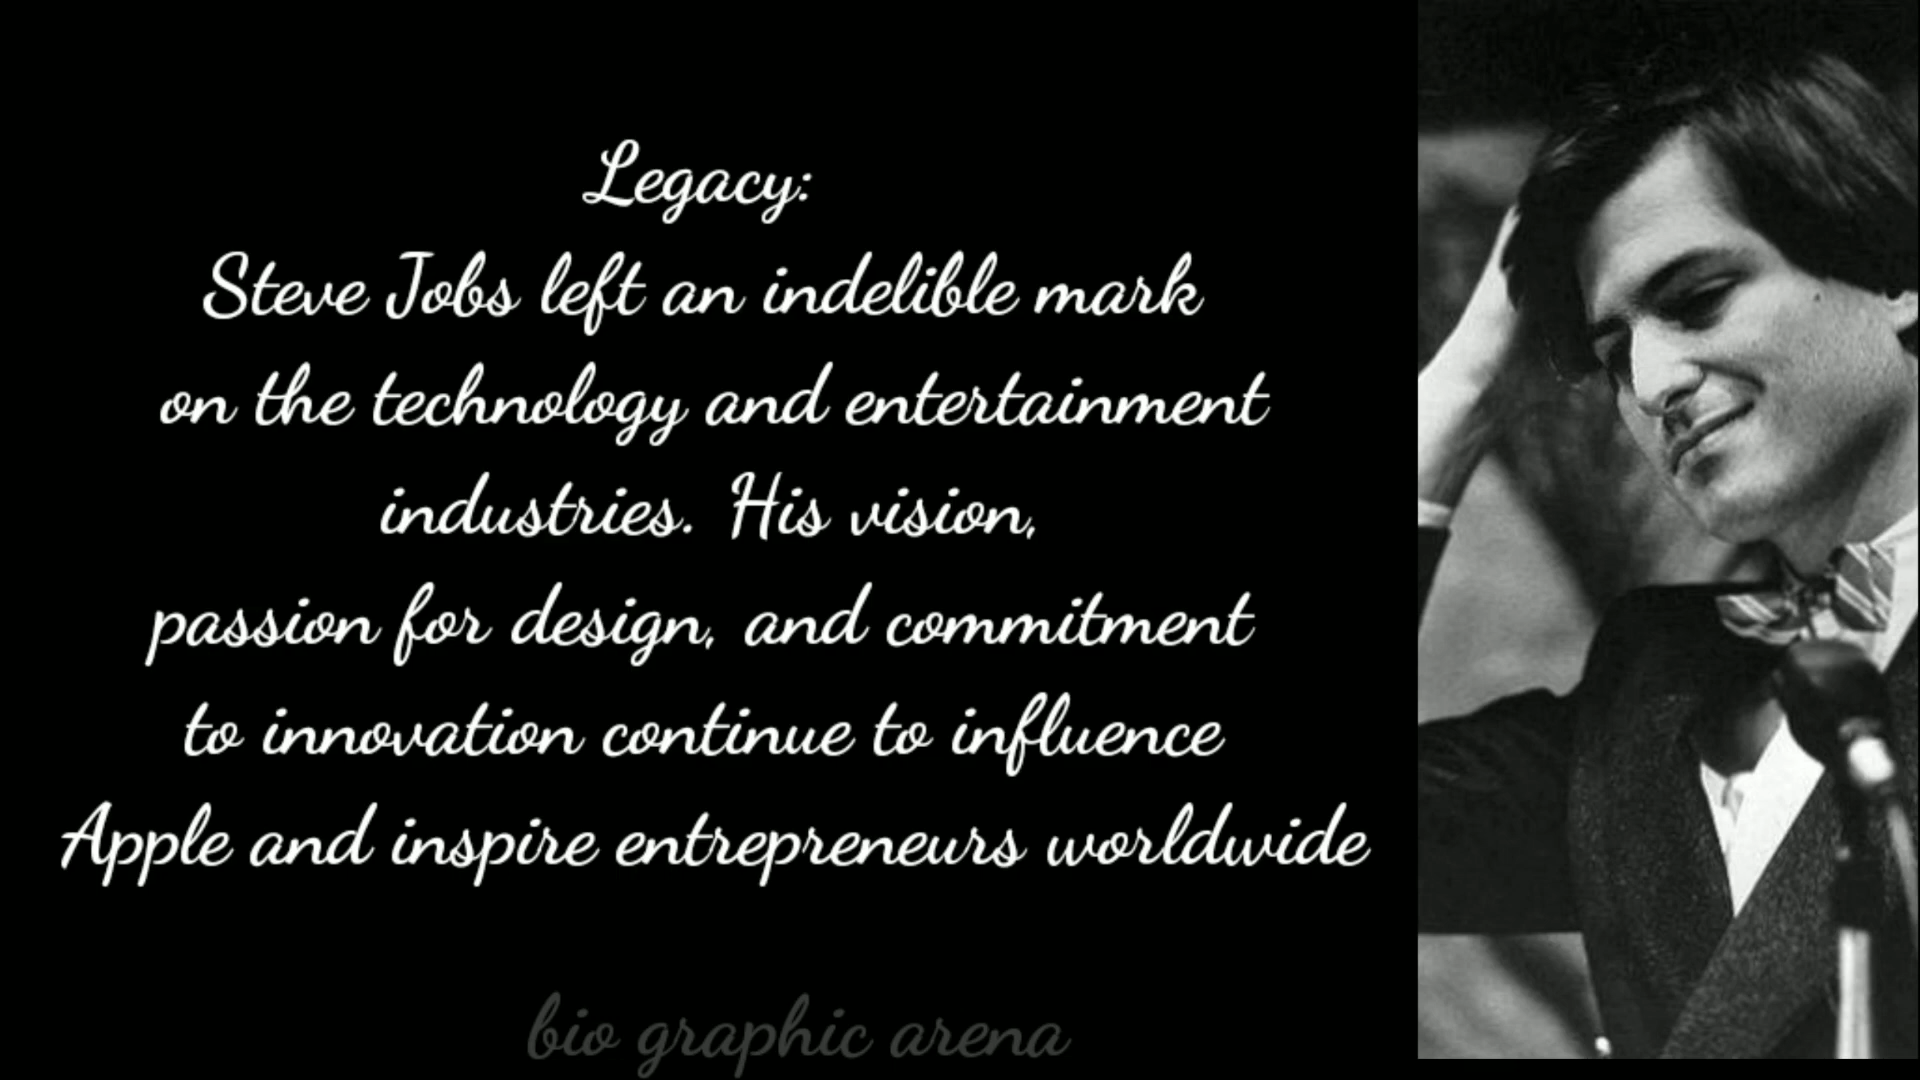 Legacy:
Steve Jobs left an indelible mark
on the technology and entertainment
industries. His vision,
passion for design, and commitment
to innovation continue to influence
Apple and inspire entrepreneurs worldwide
bio graphic arena